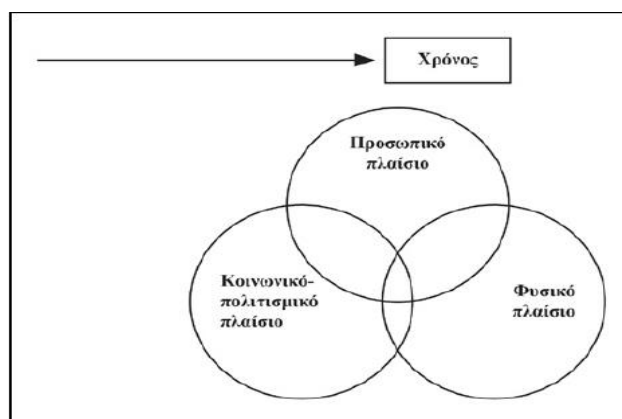 Χρόνος
Προσωπικό
πλαίσιο
Κοινωνικό-
πολιτισμικό
πλαίσιο
Φυσικό
πλαίσιο